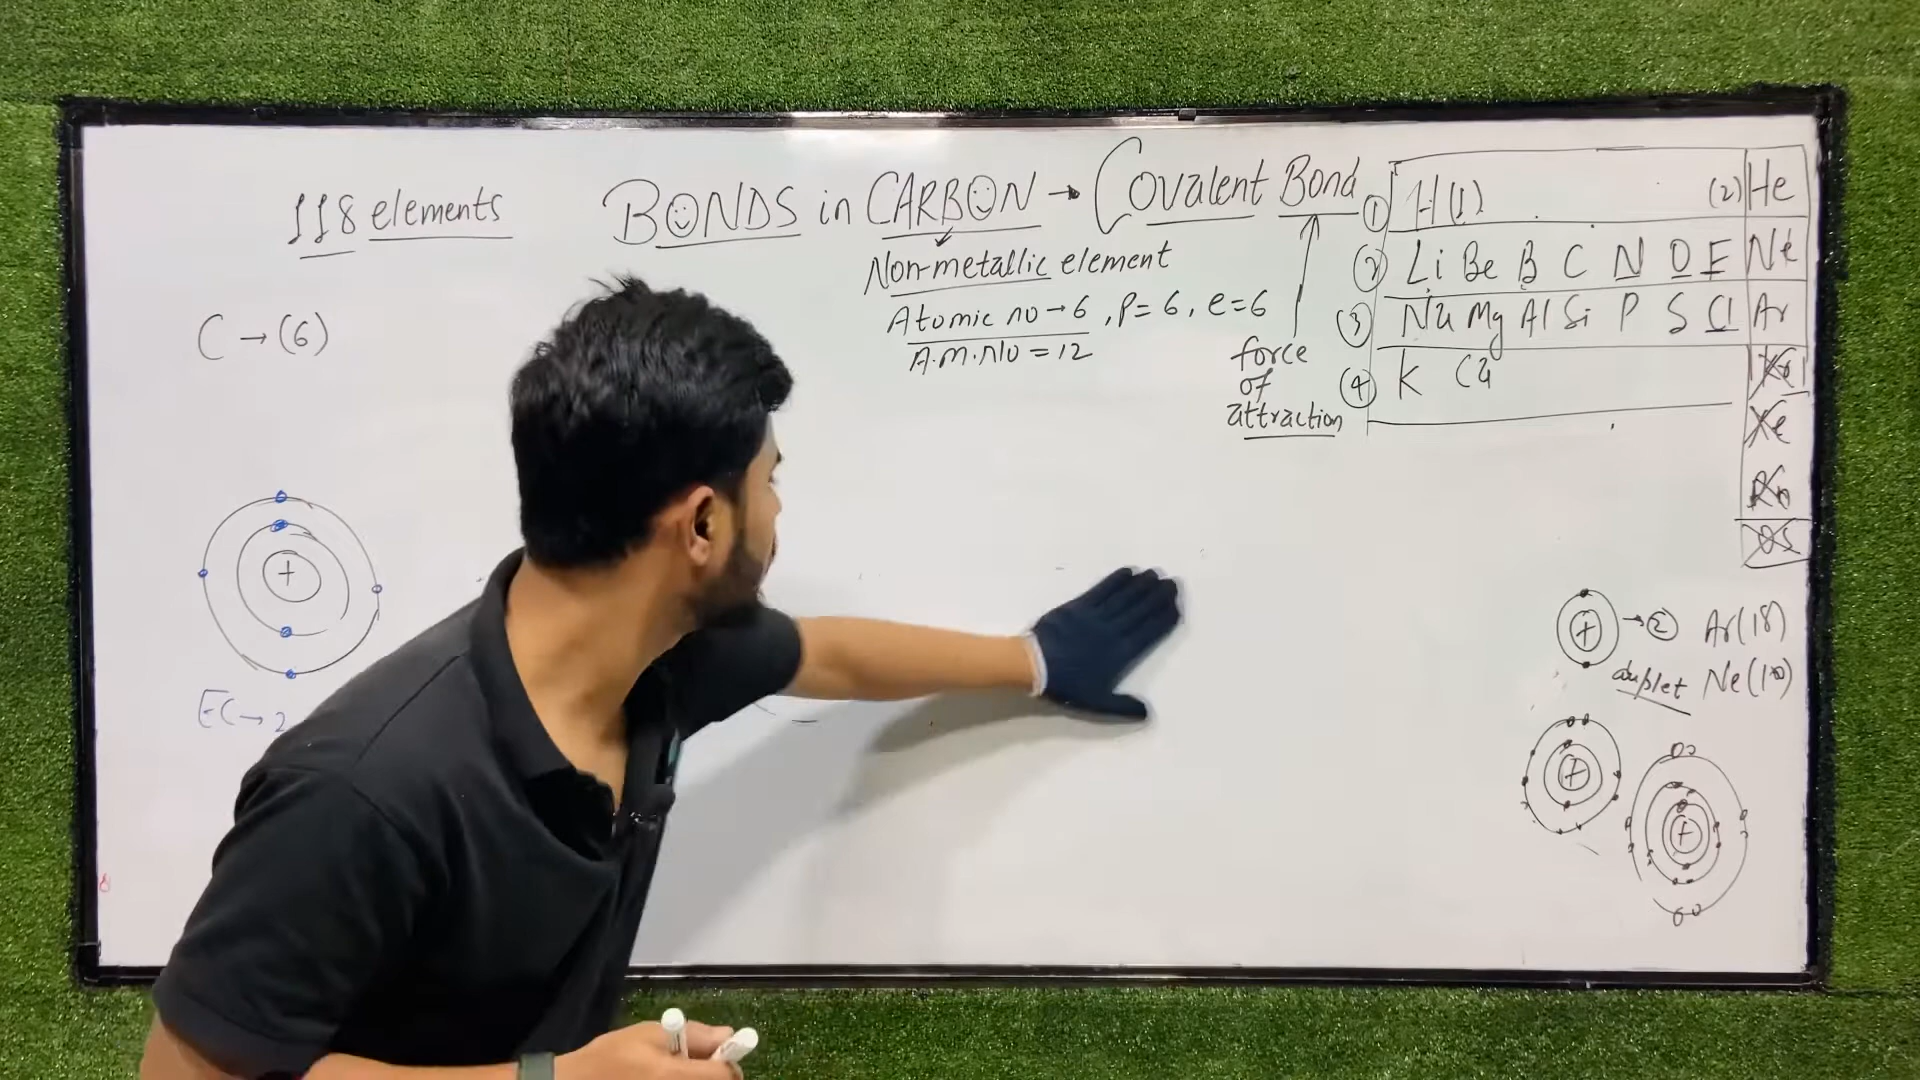 118 elements
BONDS in CARBON → Covalent Bond
Non-metallic element
Atomic no → 6, P = 6, e = 6
A.M.No = 12
force
of
attraction
C → (6)
+
EC → 2
① H(1) (2) He
② Li Be B C N O F Ne
(3) Na Mg Al Si P S Cl Ar
④ K Ca Kr
Xe
Rn
Os
+ → ② Ar(18)
duplet Ne(10)
+
+
8